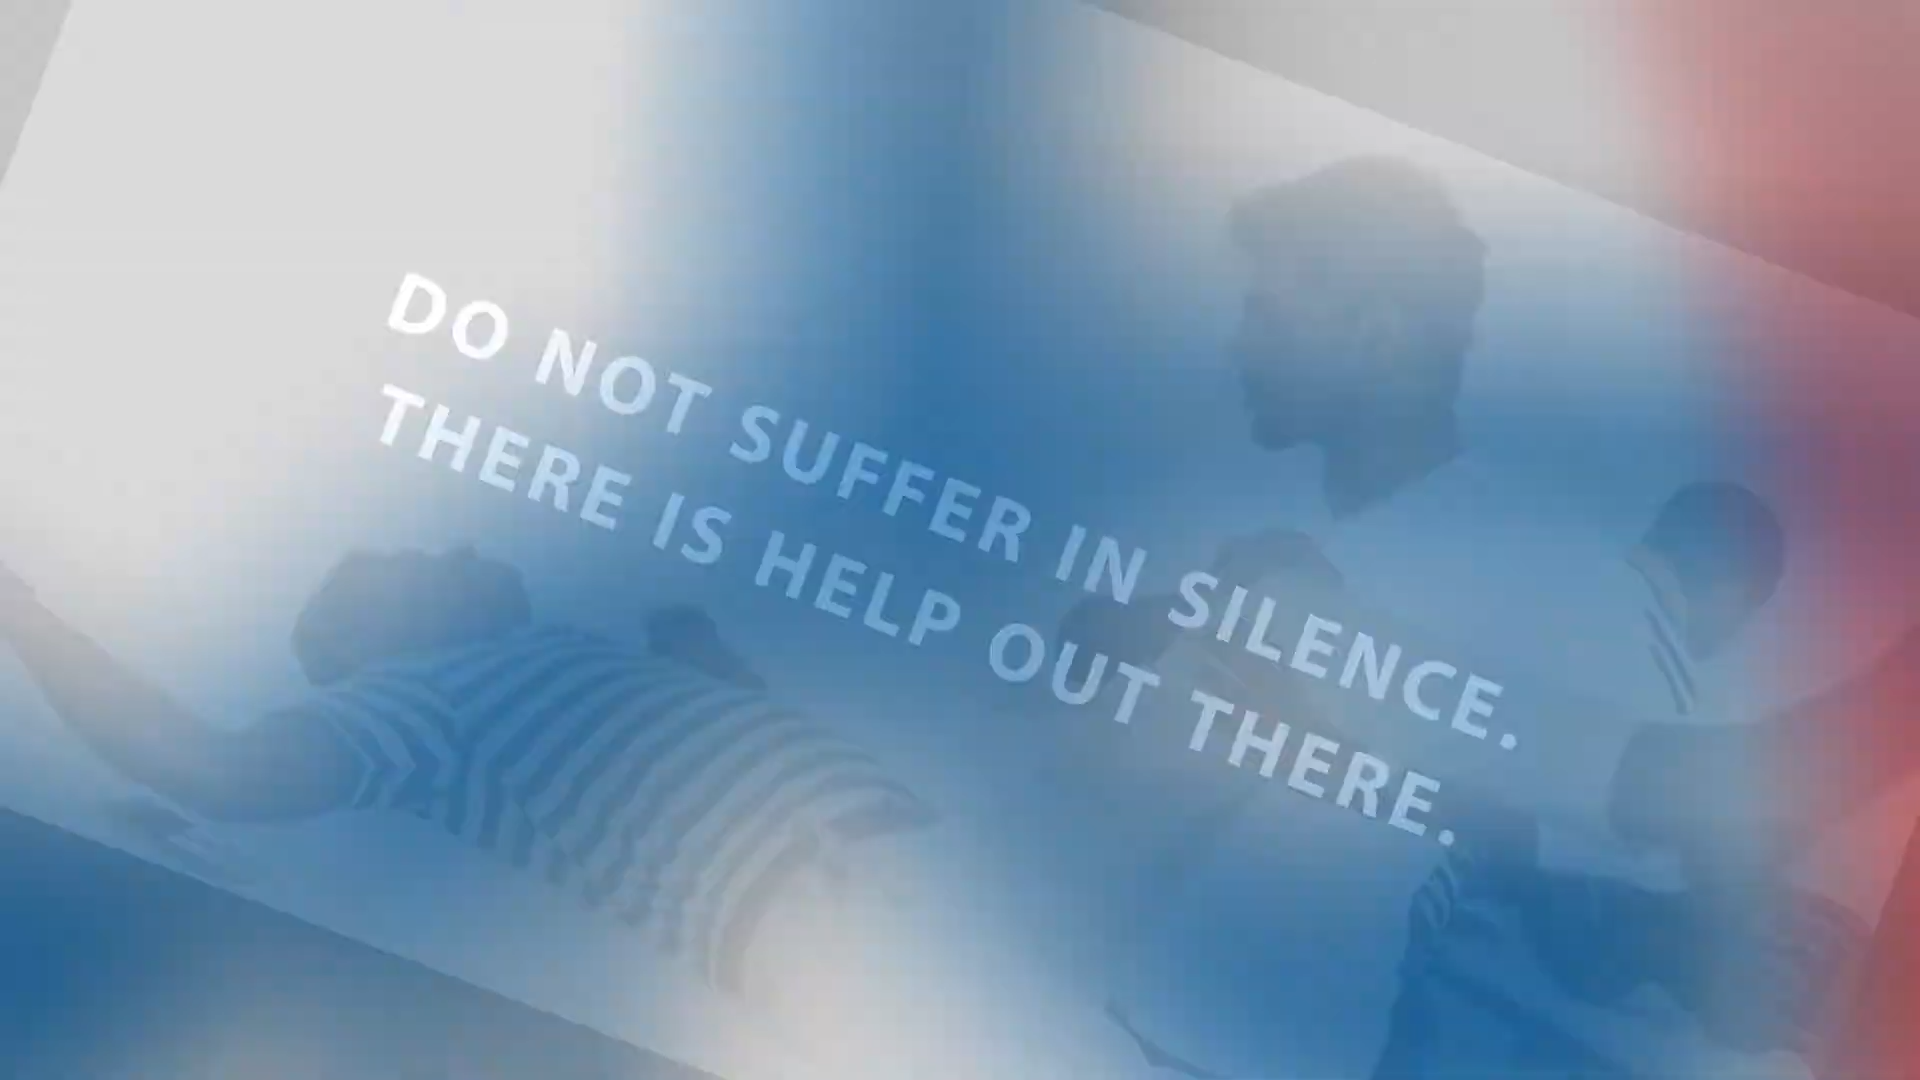 DO NOT SUFFER IN SILENCE.
THERE IS HELP OUT THERE.